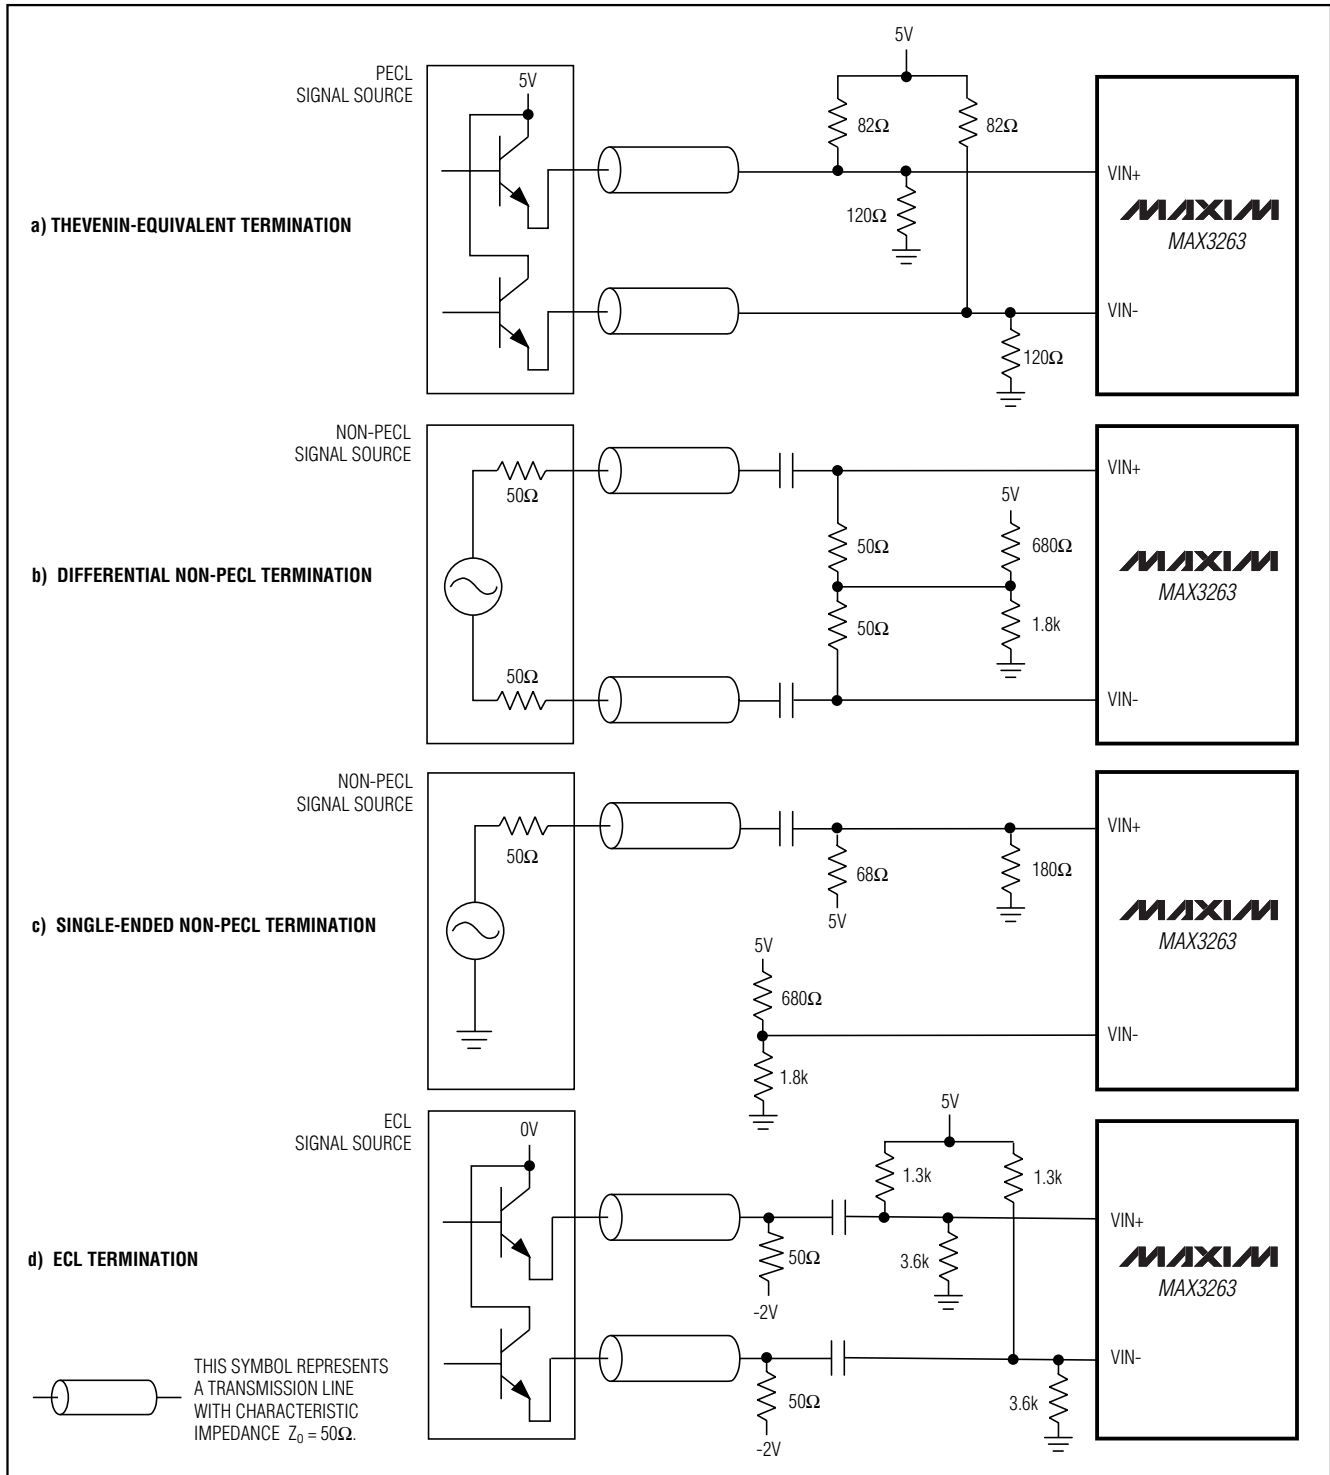 PECL
SIGNAL SOURCE
5V
5V
82Ω
82Ω
120Ω
120Ω
VIN+
MAXIM
MAX3263
VIN-
a) THEVENIN-EQUIVALENT TERMINATION
NON-PECL
SIGNAL SOURCE
50Ω
50Ω
50Ω
50Ω
5V
680Ω
1.8k
VIN+
MAXIM
MAX3263
VIN-
b) DIFFERENTIAL NON-PECL TERMINATION
NON-PECL
SIGNAL SOURCE
50Ω
68Ω
5V
180Ω
5V
680Ω
1.8k
VIN+
MAXIM
MAX3263
VIN-
c) SINGLE-ENDED NON-PECL TERMINATION
ECL
SIGNAL SOURCE
0V
5V
1.3k
1.3k
50Ω
-2V
3.6k
50Ω
-2V
3.6k
VIN+
MAXIM
MAX3263
VIN-
d) ECL TERMINATION
THIS SYMBOL REPRESENTS
A TRANSMISSION LINE
WITH CHARACTERISTIC
IMPEDANCE Z₀ = 50Ω.